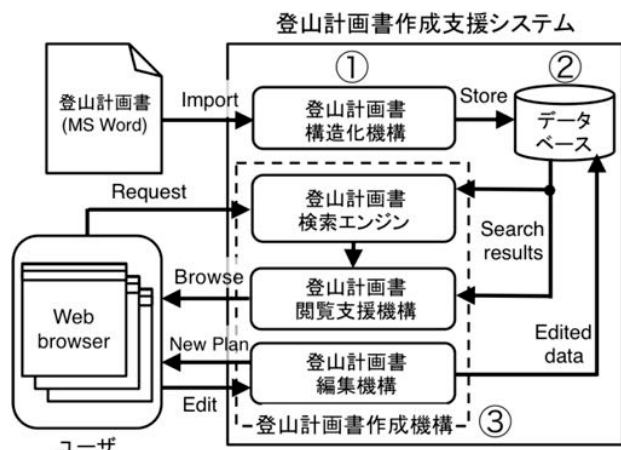 登山計画書作成支援システム
①
②
登山計画書
(MS Word)
Import
登山計画書
構造化機構
Store
データ
ベース
Request
登山計画書
検索エンジン
Search
results
Browse
登山計画書
閲覧支援機構
Web
browser
New Plan
登山計画書
編集機構
Edited
data
Edit
登山計画書作成機構
③
ユーザ